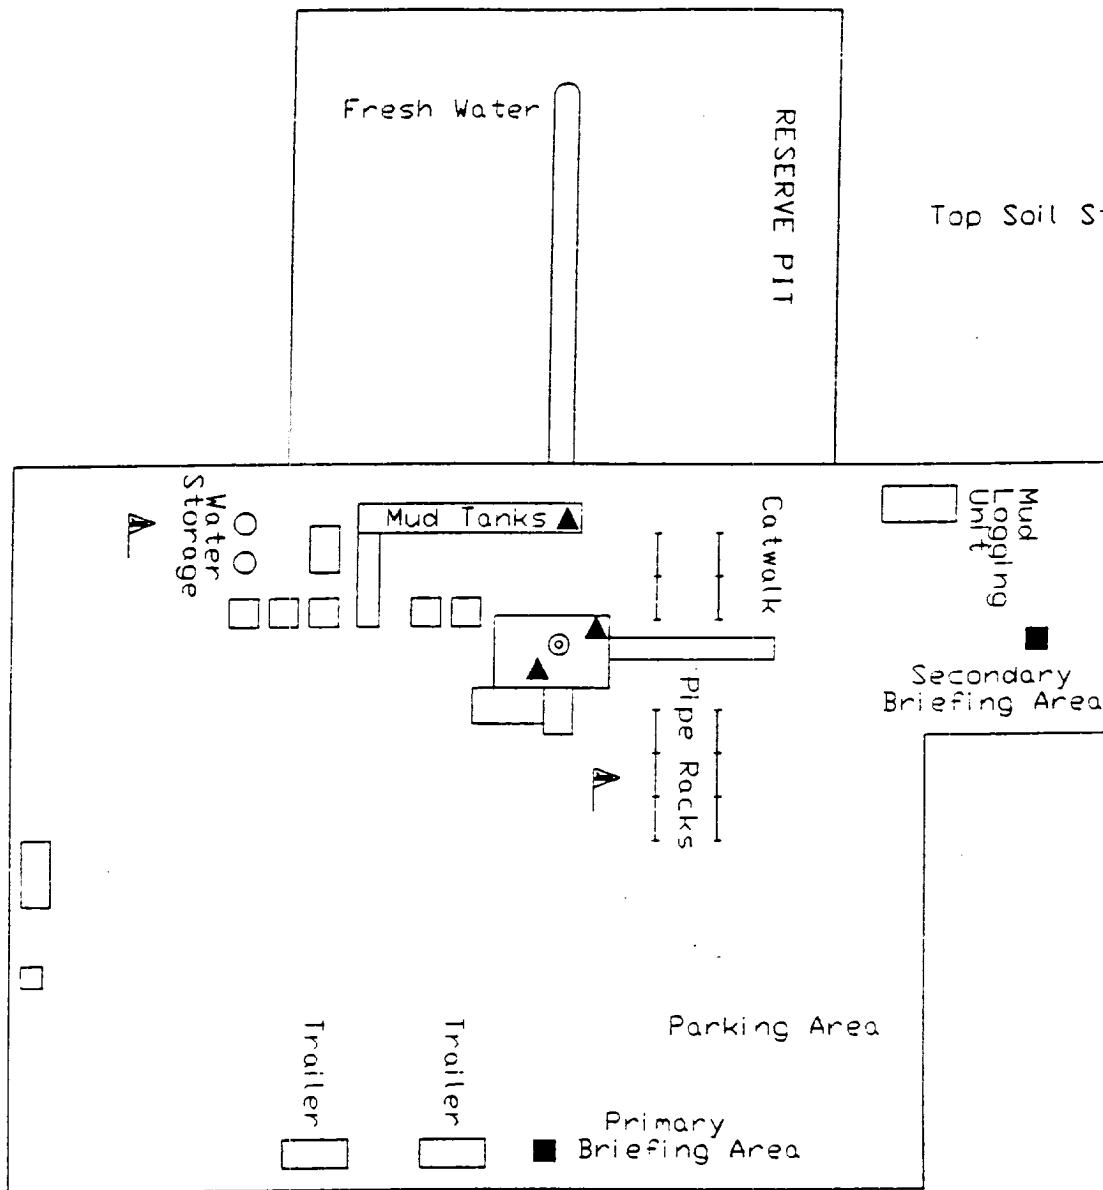 Fresh Water
RESERVE PIT
Top Soil
Water
Storage
Mud Tanks
Catwalk
Mud
Logging
Unit
Secondary
Briefing Area
Pipe Racks
Parking Area
Trailer
Trailer
Primary
Briefing Area